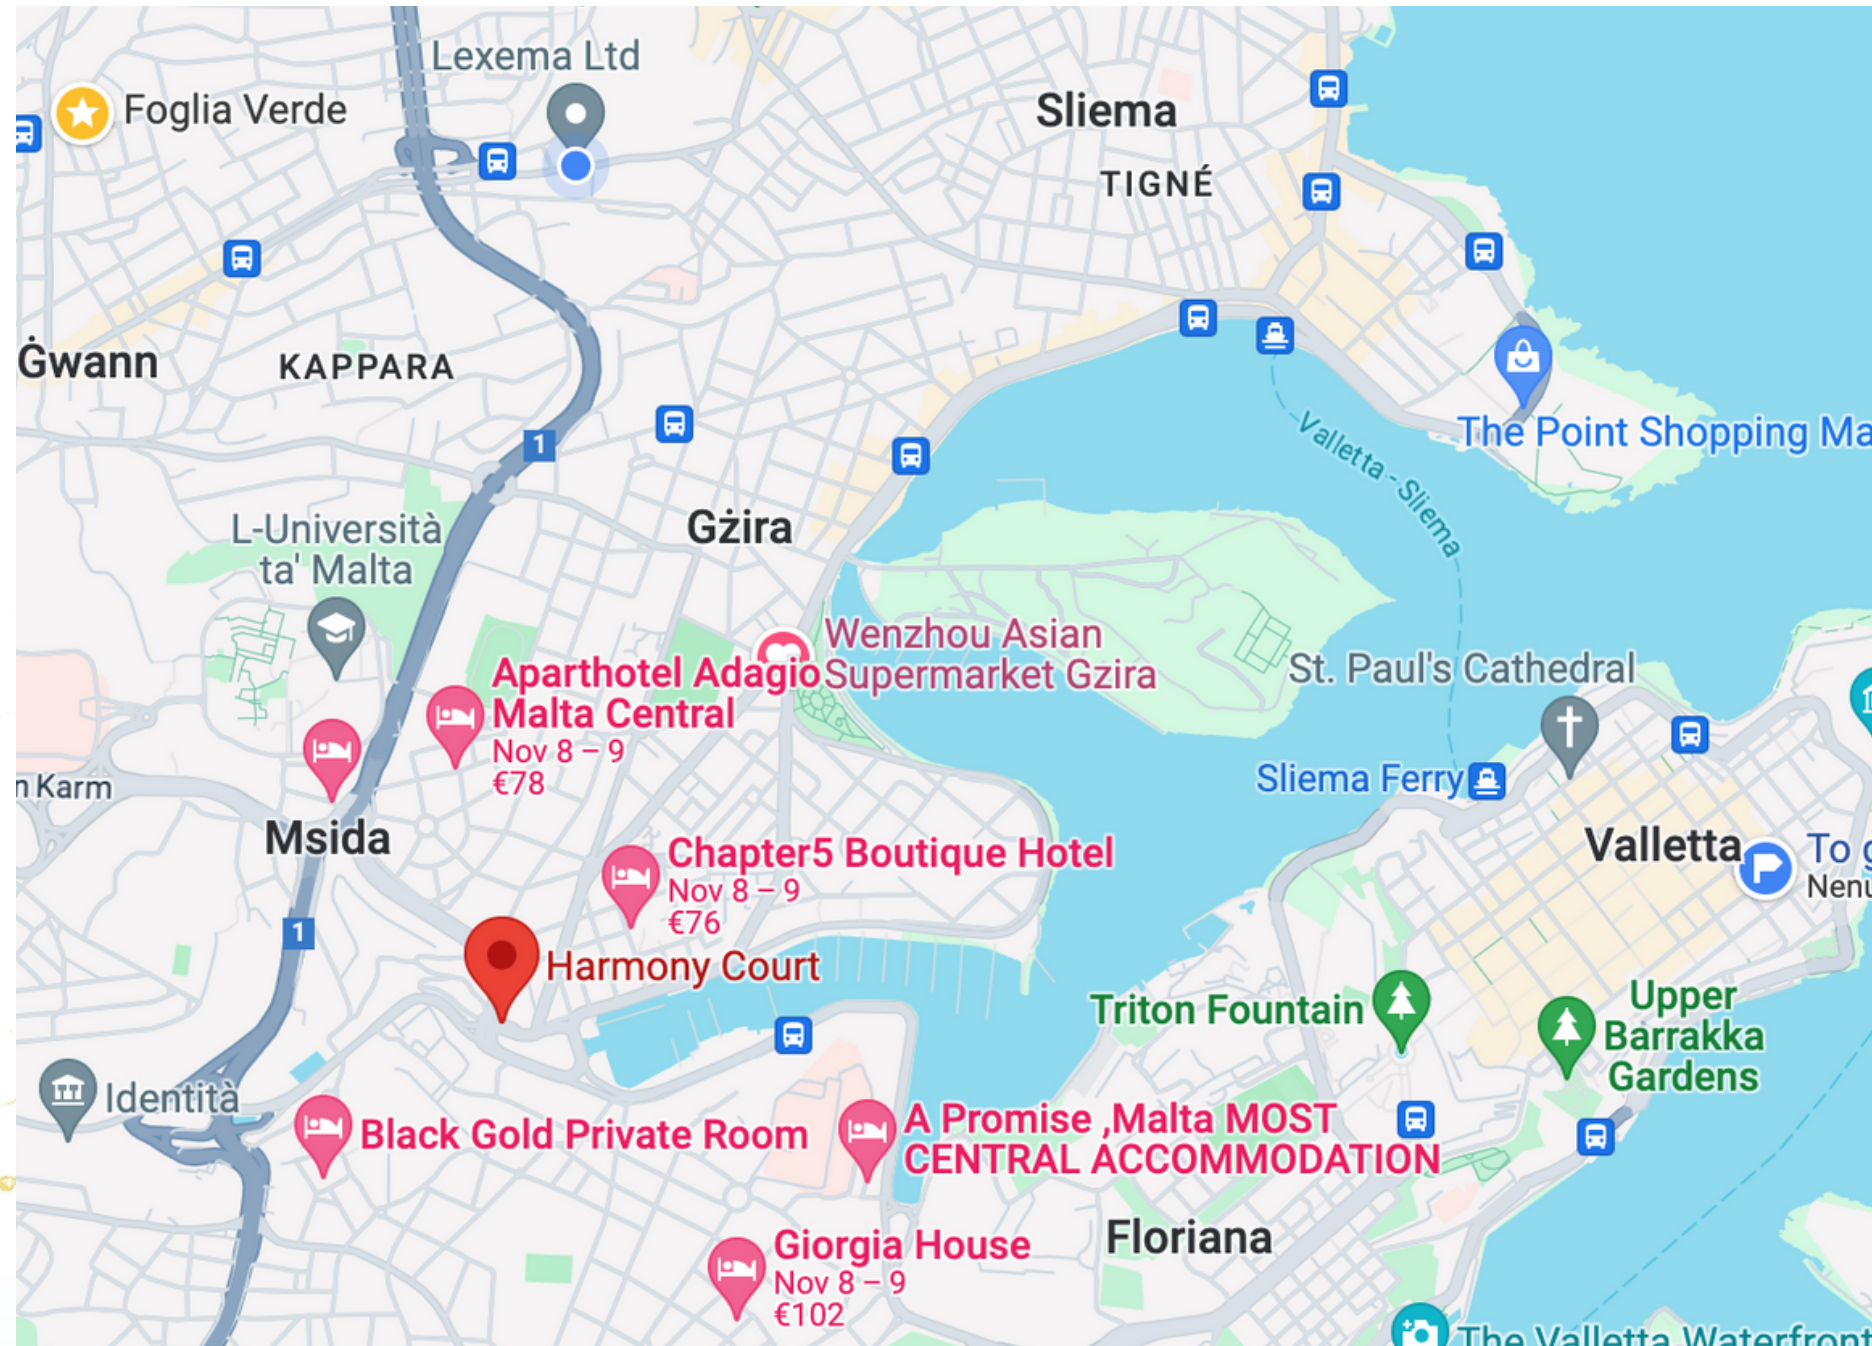 Lexema Ltd
Foglia Verde
Sliema
TIGNÉ
Ġwann
KAPPARA
1
The Point Shopping Ma
Valletta - Sliema
L-Università
ta' Malta
Gżira
Wenzhou Asian
Supermarket Gzira
Aparthotel Adagio
Malta Central
Nov 8 – 9
€78
St. Paul's Cathedral
n Karm
Sliema Ferry
Msida
Valletta
Chapter5 Boutique Hotel
Nov 8 – 9
€76
To g
Nenu
1
Harmony Court
Triton Fountain
Upper
Barrakka
Gardens
Identità
Black Gold Private Room
A Promise ,Malta MOST
CENTRAL ACCOMMODATION
Floriana
Giorgia House
Nov 8 – 9
€102
The Valletta Waterfront